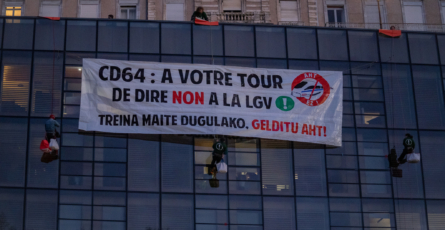 CD64 : A VOTRE TOUR
DE DIRE NON A LA LGV !
TREINA MAITE DUGULAKO, GELDITU AHT!